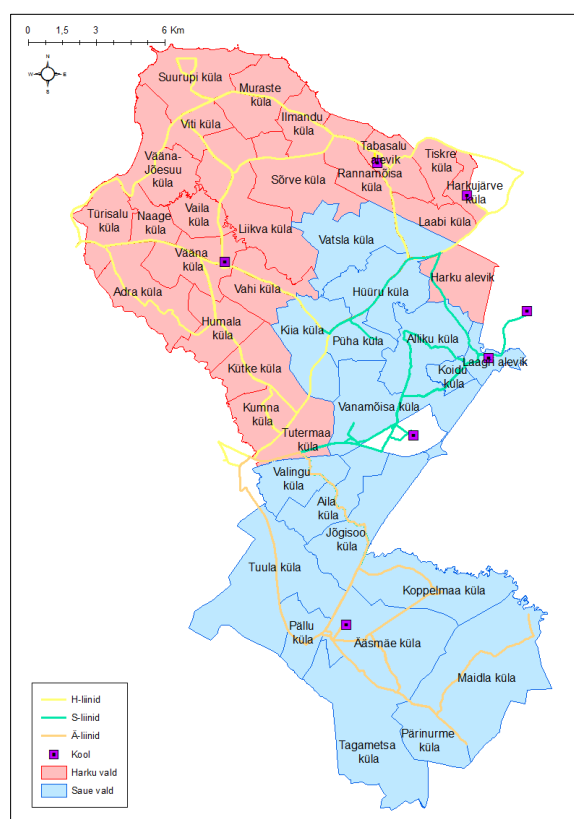 0 1,5 3 6 Km
N
W E
S
Suurupi küla
Muraste
küla
Ilmandu
küla
Viti küla
Tabasalu
alevik
Tiskre
küla
Rannamõisa
küla
Harkujärve
küla
Vääna-
Jõesuu
küla
Sõrve küla
Laabi küla
Türisalu
küla
Naage
küla
Vaila
küla
Liikva küla
Vatsla küla
Vääna
küla
Harku alevik
Adra küla
Vahi küla
Hüüru küla
Humala
küla
Kiia küla
Püha küla
Alliku küla
Laagri alevik
Koidu
küla
Kütke küla
Kumna
küla
Vanamõisa küla
Tutermaa
küla
Valingu
küla
Aila
küla
Jõgisoo
küla
Tuula küla
Koppelmaa küla
Pällu
küla
Ääsmäe küla
Maidla küla
Pärinurme
küla
Tagametsa
küla
H-liinid
S-liinid
Ä-liinid
Kool
Harku vald
Saue vald